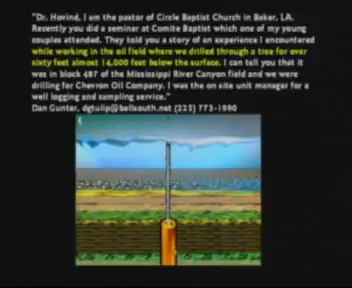 "Dr. Hovind, I am the pastor of Circle Baptist Church in Baker, LA.
Recently you did a seminar at Comite Baptist which one of my young
couples attended. They told you a story of an experience I encountered
while working in the oil field where we drilled through a tree for over
sixty feet almost 14,000 feet below the surface. I can tell you that it
was in block 487 of the Mississippi River Canyon field and we were
drilling for Chevron Oil Company. I was the on site unit manager for a
well logging and sampling service."
Dan Gunter, dgtulip@bellsouth.net (225) 775-1990